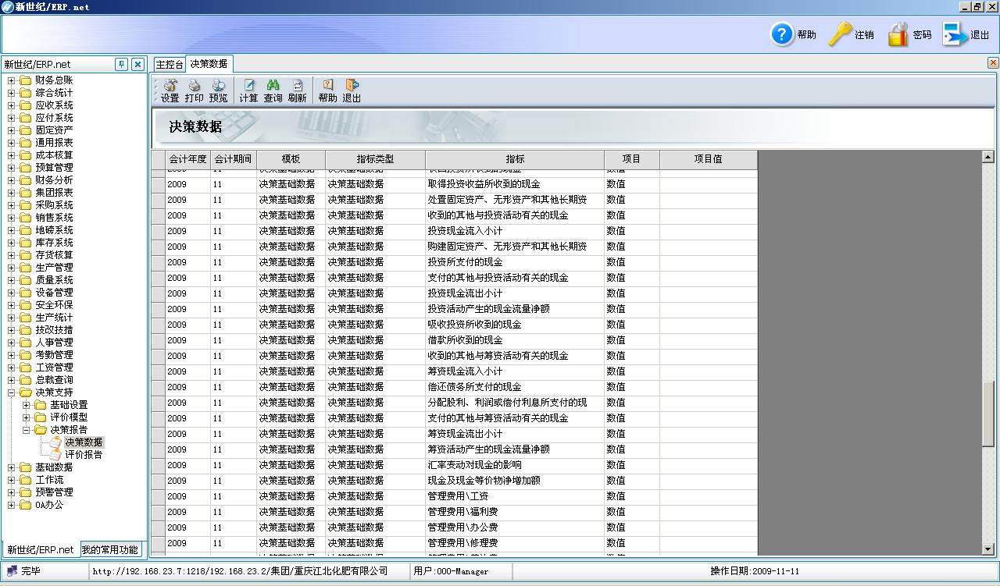 新世纪/ERP.net
帮助 注销 密码 退出
新世纪/ERP.net
主控台 决策数据
设置 打印 预览 计算 查询 刷新 帮助 退出
决策数据
财务总账
综合统计
应收系统
应付系统
固定资产
通用报表
成本核算
预算管理
财务分析
集团报表
采购系统
销售系统
地磅系统
库存系统
存货核算
生产管理
质量系统
设备管理
安全环保
生产统计
技改技措
人事管理
考勤管理
工资管理
总裁查询
决策支持
基础设置
评价模型
决策报告
决策数据
评价报告
基础数据
工作流
预警管理
OA办公
新世纪/ERP.net 我的常用功能
会计年度 会计期间 模板 指标类型 指标 项目 项目值
2009 11 决策基础数据 决策基础数据 取得投资收益所收到的现金 数值
2009 11 决策基础数据 决策基础数据 处置固定资产、无形资产和其他长期资 数值
2009 11 决策基础数据 决策基础数据 收到的其他与投资活动有关的现金 数值
2009 11 决策基础数据 决策基础数据 投资现金流入小计 数值
2009 11 决策基础数据 决策基础数据 购建固定资产、无形资产和其他长期资 数值
2009 11 决策基础数据 决策基础数据 投资所支付的现金 数值
2009 11 决策基础数据 决策基础数据 支付的其他与投资活动有关的现金 数值
2009 11 决策基础数据 决策基础数据 投资现金流出小计 数值
2009 11 决策基础数据 决策基础数据 投资活动产生的现金流量净额 数值
2009 11 决策基础数据 决策基础数据 吸收投资所收到的现金 数值
2009 11 决策基础数据 决策基础数据 借款所收到的现金 数值
2009 11 决策基础数据 决策基础数据 收到的其他与筹资活动有关的现金 数值
2009 11 决策基础数据 决策基础数据 筹资现金流入小计 数值
2009 11 决策基础数据 决策基础数据 偿还债务所支付的现金 数值
2009 11 决策基础数据 决策基础数据 分配股利、利润或偿付利息所支付的现 数值
2009 11 决策基础数据 决策基础数据 支付的其他与筹资活动有关的现金 数值
2009 11 决策基础数据 决策基础数据 筹资现金流出小计 数值
2009 11 决策基础数据 决策基础数据 筹资活动产生的现金流量净额 数值
2009 11 决策基础数据 决策基础数据 汇率变动对现金的影响 数值
2009 11 决策基础数据 决策基础数据 现金及现金等价物净增加额 数值
2009 11 决策基础数据 决策基础数据 管理费用\工资 数值
2009 11 决策基础数据 决策基础数据 管理费用\福利费 数值
2009 11 决策基础数据 决策基础数据 管理费用\办公费 数值
2009 11 决策基础数据 决策基础数据 管理费用\修理费 数值
完毕 http://192.168.23.7:1218/192.168.23.2/集团/重庆江北化肥有限公司 用户:000-Manager 操作日期:2009-11-11